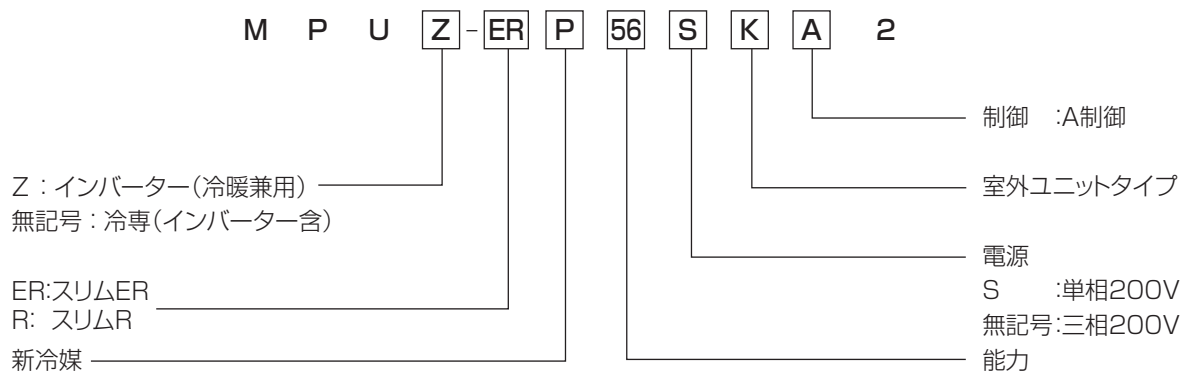 M P U Z-ER P 56 S K A 2
制御 :A制御
Z:インバーター(冷暖兼用)
無記号:冷専(インバーター含)
室外ユニットタイプ
電源
S :単相200V
無記号:三相200V
ER:スリムER
R: スリムR
新冷媒
能力